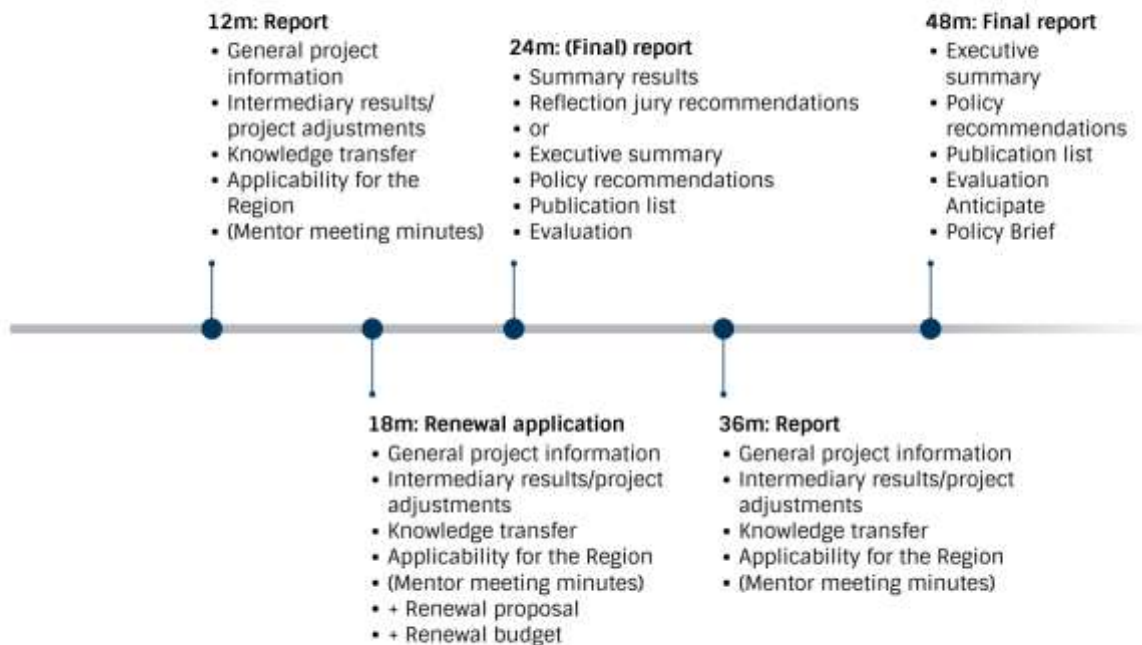 12m: Report
• General project
information
• Intermediary results/
project adjustments
• Knowledge transfer
• Applicability for the
Region
• (Mentor meeting minutes)
24m: (Final) report
• Summary results
• Reflection jury recommendations
• or
• Executive summary
• Policy recommendations
• Publication list
• Evaluation
48m: Final report
• Executive
summary
• Policy
recommendations
• Publication list
• Evaluation
Anticipate
• Policy Brief
18m: Renewal application
• General project information
• Intermediary results/project
adjustments
• Knowledge transfer
• Applicability for the Region
• (Mentor meeting minutes)
• + Renewal proposal
• + Renewal budget
36m: Report
• General project information
• Intermediary results/project
adjustments
• Knowledge transfer
• Applicability for the Region
• (Mentor meeting minutes)